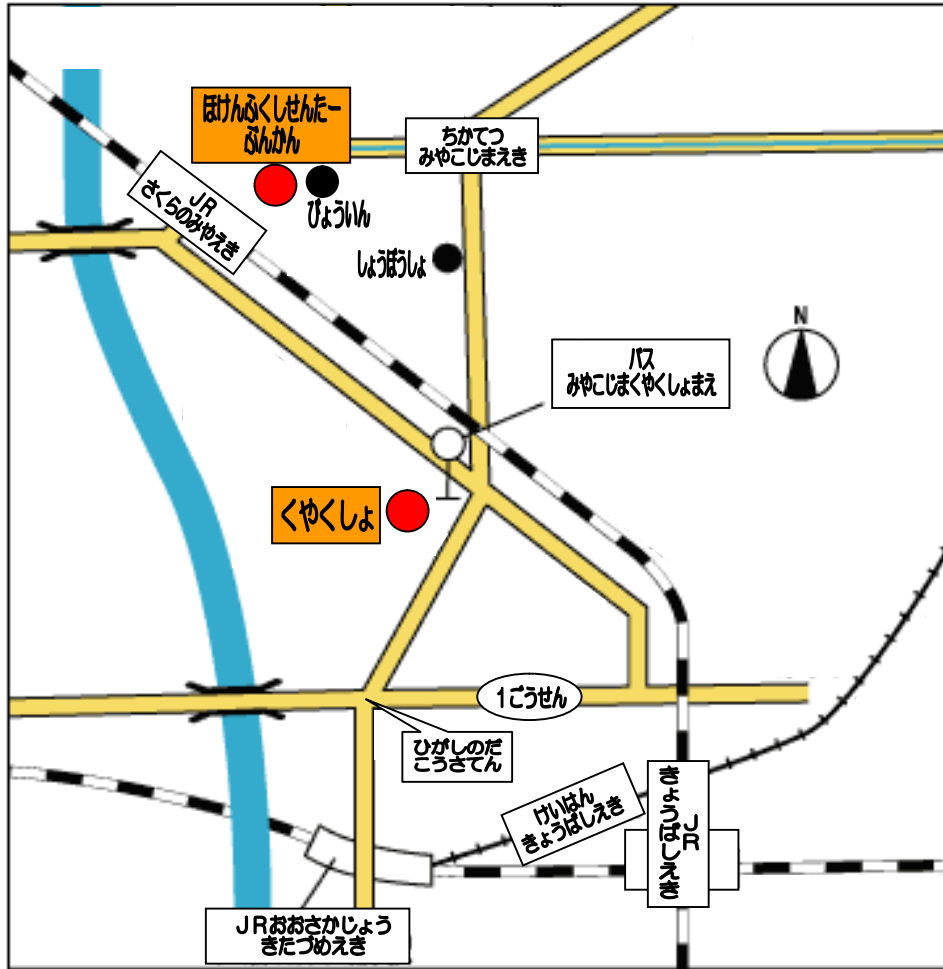 ほけんふくしせんたー
ぶんかん
ちかてつ
みやこじまえき
JR
さくらのみやえき
びょういん
しょうぼうしょ
N
バス
みやこじまくやくしょまえ
くやくしょ
1ごうせん
ひがしのだ
こうさてん
けいはん
きょうばしえき
JR
きょうばしえき
JRおおさかじょう
きたづめえき